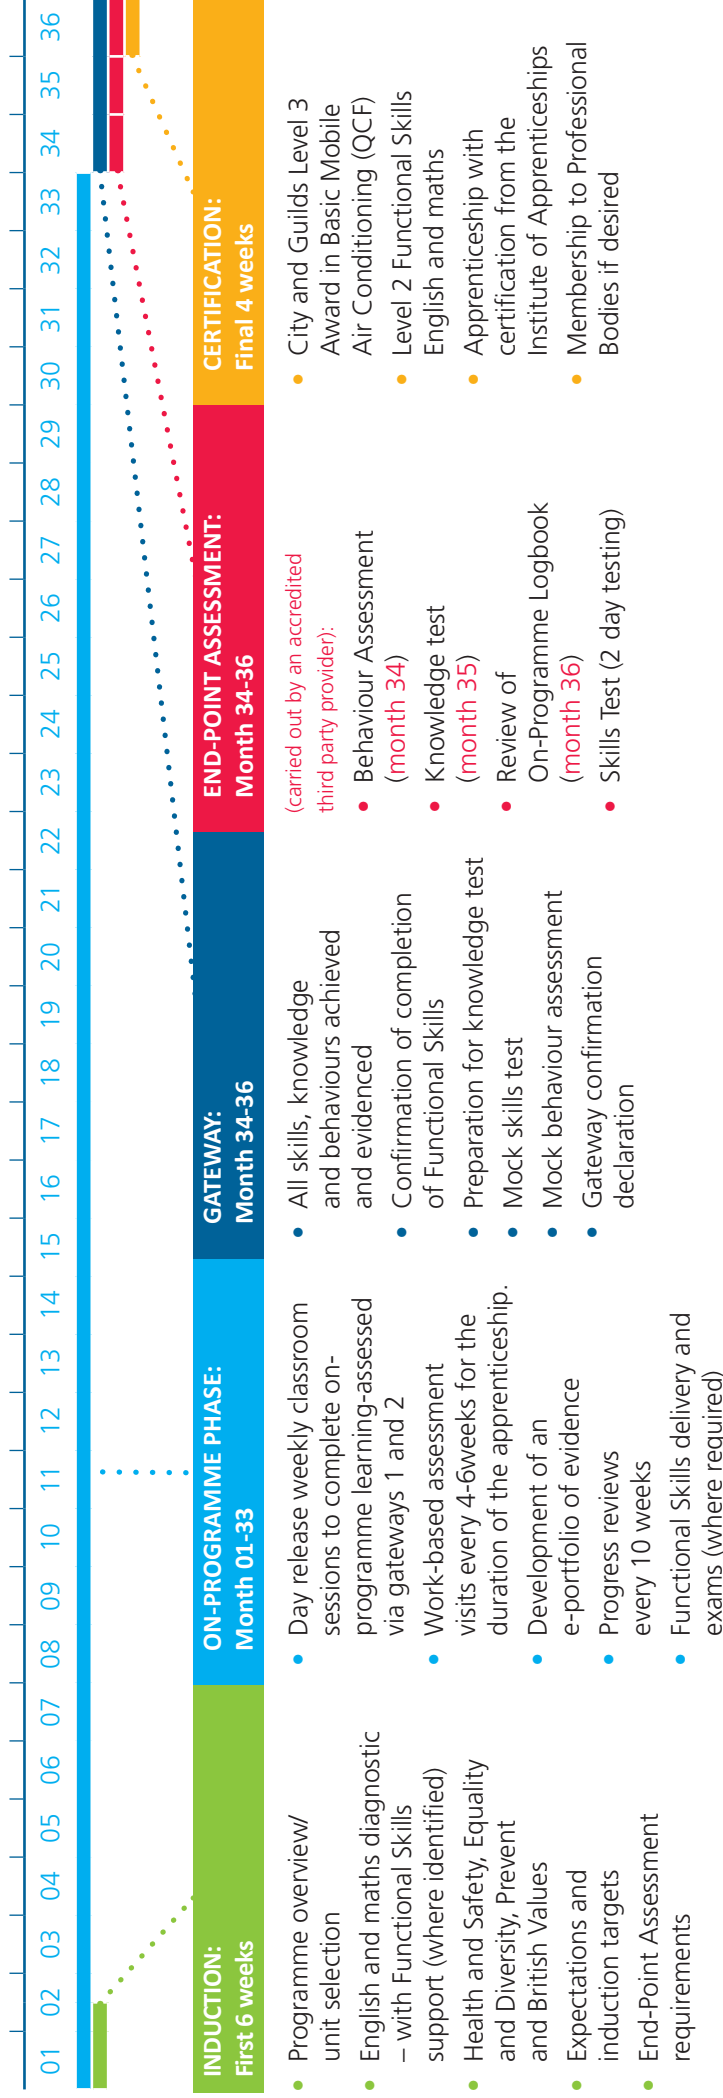 01 02 03 04 05 06 07 08 09 10 11 12 13 14 15 16 17 18 19 20 21 22 23 24 25 26 27 28 29 30 31 32 33 34 35 36
INDUCTION:
First 6 weeks
• Programme overview/
unit selection
• English and maths diagnostic
– with Functional Skills
support (where identified)
• Health and Safety, Equality
and Diversity, Prevent
and British Values
• Expectations and
induction targets
• End-Point Assessment
requirements
ON-PROGRAMME PHASE:
Month 01-33
• Day release weekly classroom
sessions to complete on-
programme learning-assessed
via gateways 1 and 2
• Work-based assessment
visits every 4-6weeks for the
duration of the apprenticeship.
• Development of an
e-portfolio of evidence
• Progress reviews
every 10 weeks
• Functional Skills delivery and
exams (where required)
GATEWAY:
Month 34-36
• All skills, knowledge
and behaviours achieved
and evidenced
• Confirmation of completion
of Functional Skills
• Preparation for knowledge test
• Mock skills test
• Mock behaviour assessment
• Gateway confirmation
declaration
END-POINT ASSESSMENT:
Month 34-36
(carried out by an accredited
third party provider):
• Behaviour Assessment
(month 34)
• Knowledge test
(month 35)
• Review of
On-Programme Logbook
(month 36)
• Skills Test (2 day testing)
CERTIFICATION:
Final 4 weeks
• City and Guilds Level 3
Award in Basic Mobile
Air Conditioning (QCF)
• Level 2 Functional Skills
English and maths
• Apprenticeship with
certification from the
Institute of Apprenticeships
• Membership to Professional
Bodies if desired